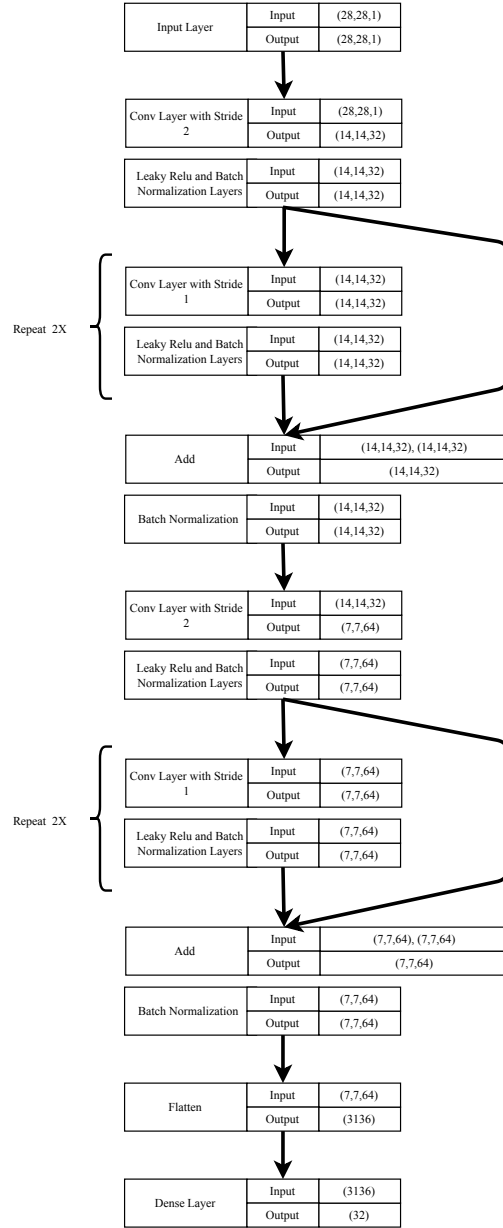 Input Layer
Input (28,28,1)
Output (28,28,1)
Conv Layer with Stride
2
Input (28,28,1)
Output (14,14,32)
Leaky Relu and Batch
Normalization Layers
Input (14,14,32)
Output (14,14,32)
Repeat 2X
Conv Layer with Stride
1
Input (14,14,32)
Output (14,14,32)
Leaky Relu and Batch
Normalization Layers
Input (14,14,32)
Output (14,14,32)
Add
Input (14,14,32), (14,14,32)
Output (14,14,32)
Batch Normalization
Input (14,14,32)
Output (14,14,32)
Conv Layer with Stride
2
Input (14,14,32)
Output (7,7,64)
Leaky Relu and Batch
Normalization Layers
Input (7,7,64)
Output (7,7,64)
Repeat 2X
Conv Layer with Stride
1
Input (7,7,64)
Output (7,7,64)
Leaky Relu and Batch
Normalization Layers
Input (7,7,64)
Output (7,7,64)
Add
Input (7,7,64), (7,7,64)
Output (7,7,64)
Batch Normalization
Input (7,7,64)
Output (7,7,64)
Flatten
Input (7,7,64)
Output (3136)
Dense Layer
Input (3136)
Output (32)